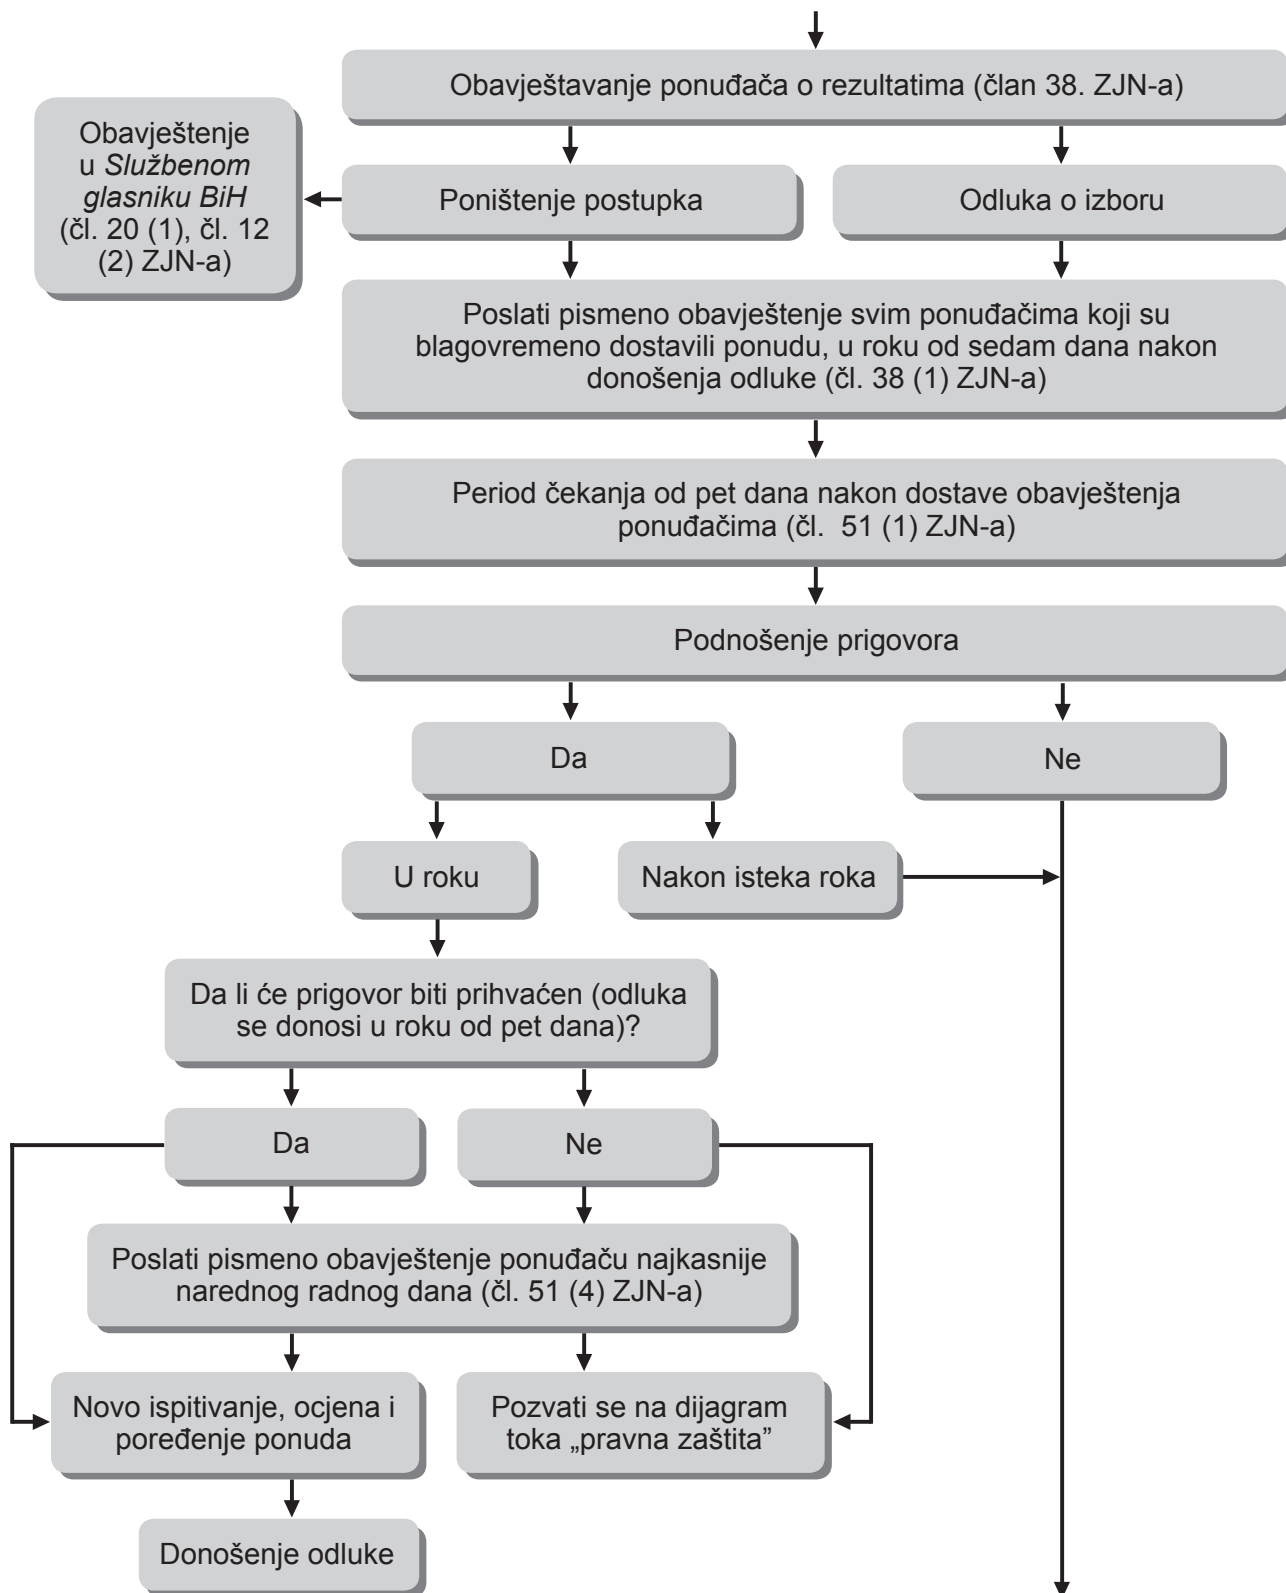 Obavještavanje ponuđača o rezultatima (član 38. ZJN-a)
Obavještenje
u Službenom
glasniku BiH
(čl. 20 (1), čl. 12
(2) ZJN-a)
Poništenje postupka
Odluka o izboru
Poslati pismeno obavještenje svim ponuđačima koji su
blagovremeno dostavili ponudu, u roku od sedam dana nakon
donošenja odluke (čl. 38 (1) ZJN-a)
Period čekanja od pet dana nakon dostave obavještenja
ponuđačima (čl. 51 (1) ZJN-a)
Podnošenje prigovora
Da
Ne
U roku
Nakon isteka roka
Da li će prigovor biti prihvaćen (odluka
se donosi u roku od pet dana)?
Da
Ne
Poslati pismeno obavještenje ponuđaču najkasnije
narednog radnog dana (čl. 51 (4) ZJN-a)
Novo ispitivanje, ocjena i
poređenje ponuda
Pozvati se na dijagram
toka „pravna zaštita”
Donošenje odluke